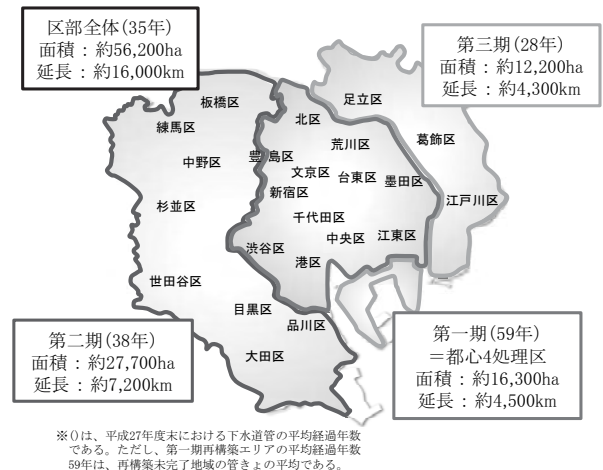 区部全体(35年)
面積：約56,200ha
延長：約16,000km
第三期(28年)
面積：約12,200ha
延長：約4,300km
足立区
板橋区
北区
練馬区
荒川区
葛飾区
豊島区
中野区
文京区
台東区
墨田区
新宿区
江戸川区
杉並区
千代田区
中央区
江東区
渋谷区
港区
世田谷区
目黒区
品川区
大田区
第二期(38年)
面積：約27,700ha
延長：約7,200km
第一期(59年)
＝都心4処理区
面積：約16,300ha
延長：約4,500km
※()は、平成27年度末における下水道管の平均経過年数
である。ただし、第一期再構築エリアの平均経過年数
59年は、再構築未完了地域の管きょの平均である。